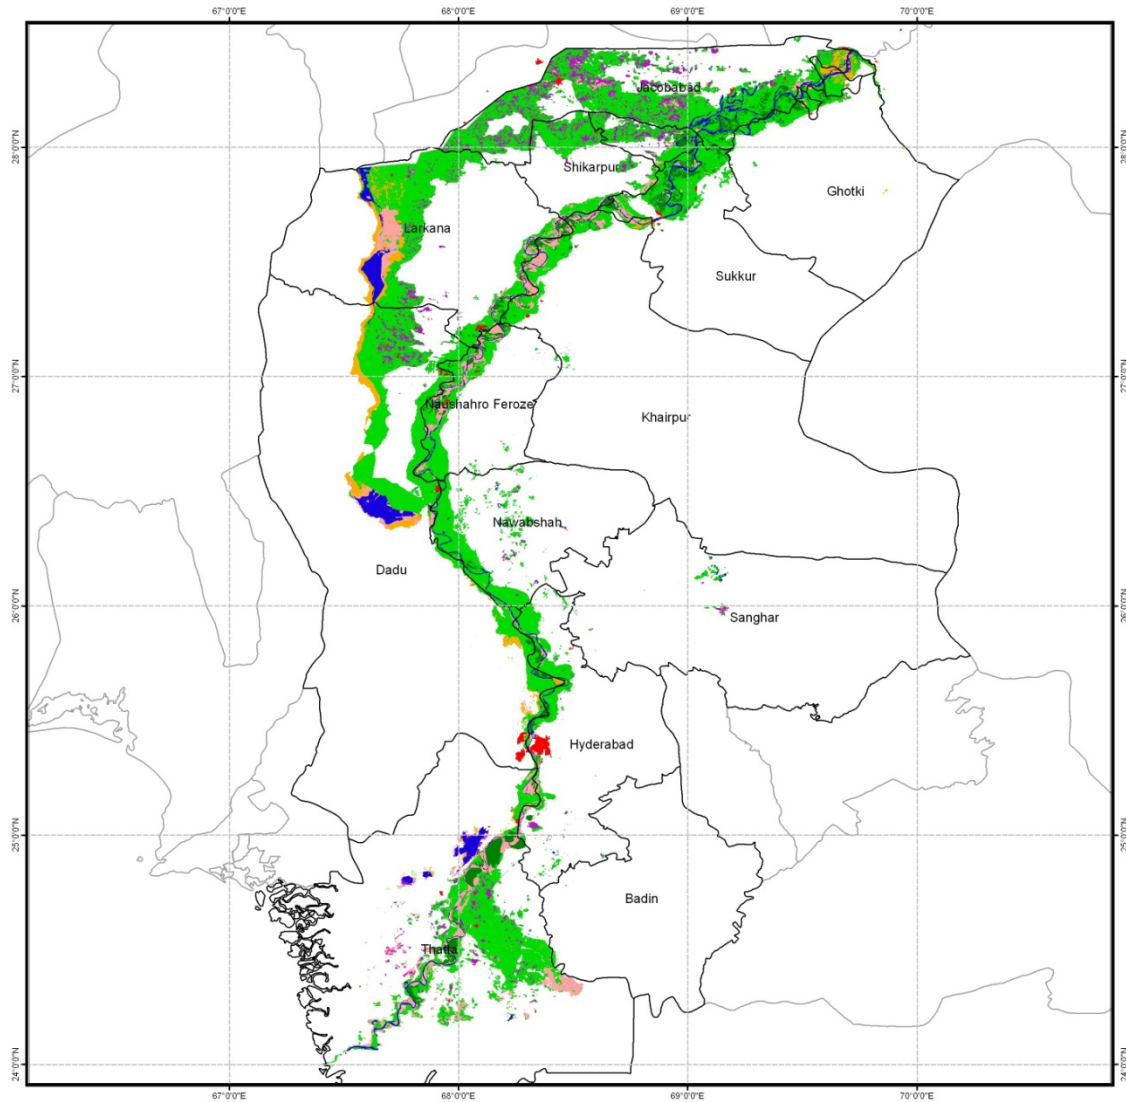 67°0'0"E 68°0'0"E 69°0'0"E 70°0'0"E
Jacobabad
28°0'0"N 28°0'0"N
Shikarpur
Ghotki
Larkana
Sukkur
27°0'0"N 27°0'0"N
Naushahro Feroze
Khairpu
Nawabshah
Dadu
26°0'0"N 26°0'0"N
Sanghar
Hyderabad
25°0'0"N 25°0'0"N
Badin
Thatta
24°0'0"N 24°0'0"N
67°0'0"E 68°0'0"E 69°0'0"E 70°0'0"E